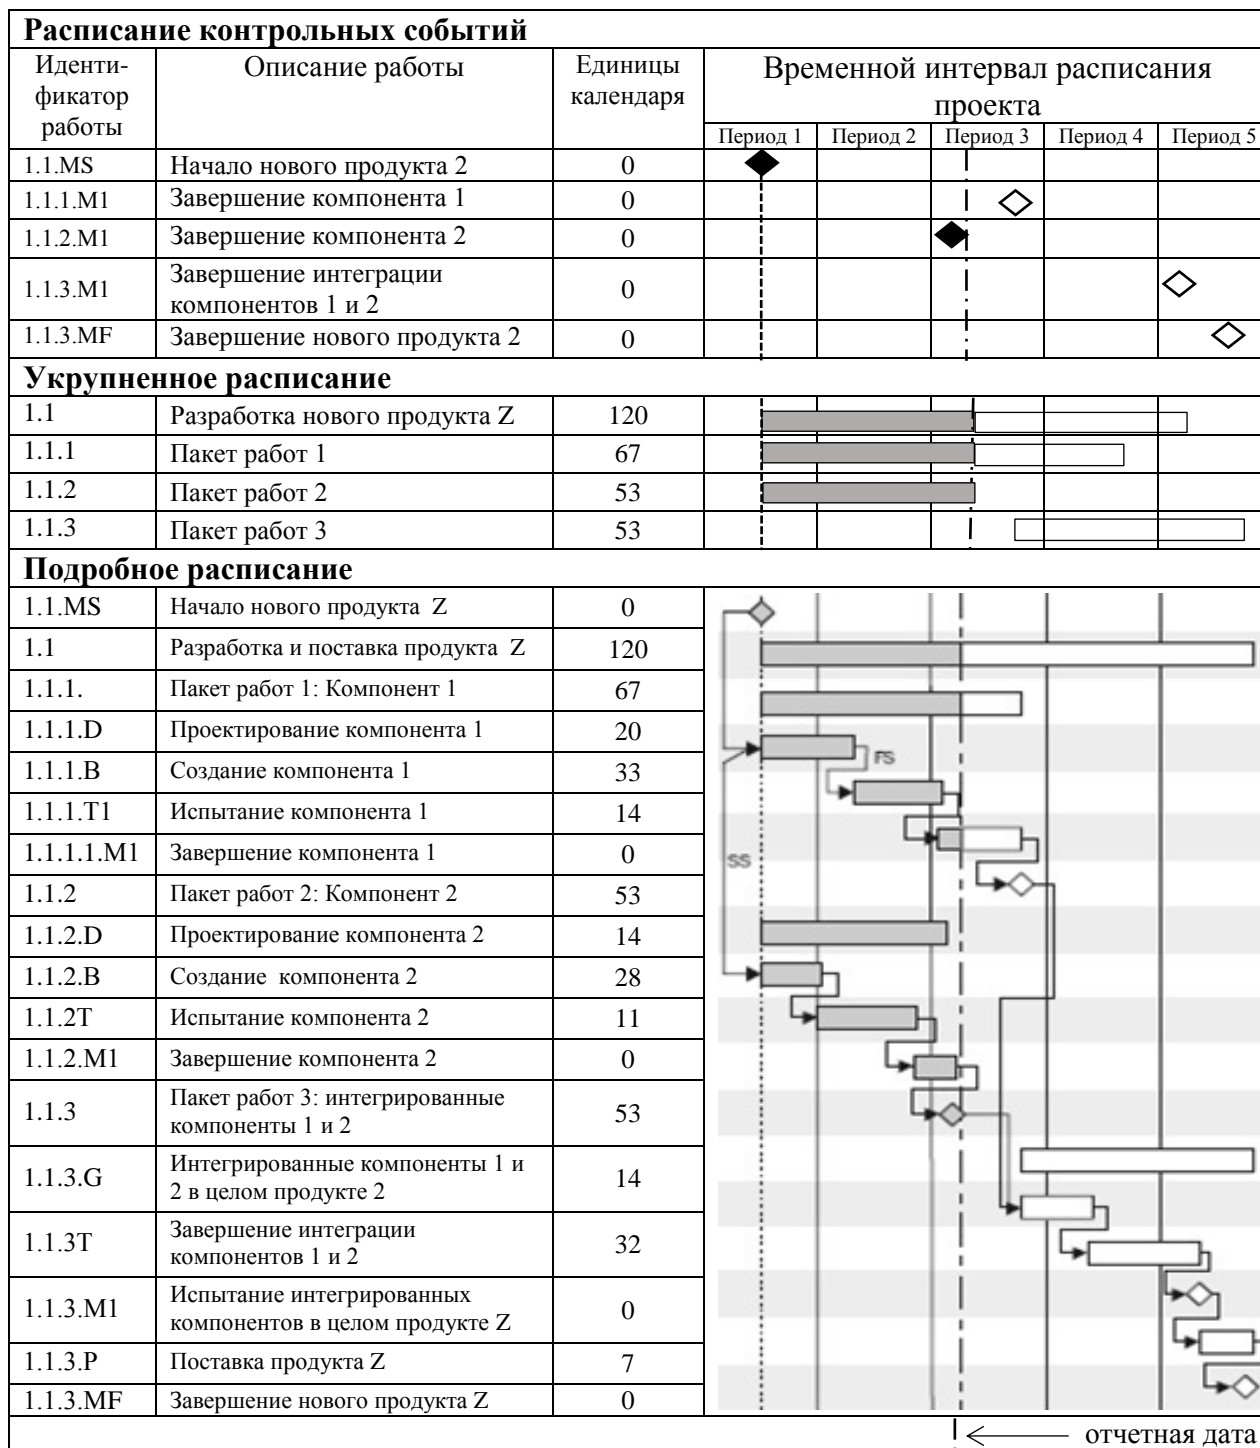 Расписание контрольных событий
Иденти-
фикатор
работы
Описание работы
Единицы
календаря
Временной интервал расписания
проекта
Период 1 Период 2 Период 3 Период 4 Период 5
1.1.MS Начало нового продукта 2 0
1.1.1.M1 Завершение компонента 1 0
1.1.2.M1 Завершение компонента 2 0
1.1.3.M1 Завершение интеграции
компонентов 1 и 2 0
1.1.3.MF Завершение нового продукта 2 0
Укрупненное расписание
1.1 Разработка нового продукта Z 120
1.1.1 Пакет работ 1 67
1.1.2 Пакет работ 2 53
1.1.3 Пакет работ 3 53
Подробное расписание
1.1.MS Начало нового продукта Z 0
1.1 Разработка и поставка продукта Z 120
1.1.1. Пакет работ 1: Компонент 1 67
1.1.1.D Проектирование компонента 1 20
FS
1.1.1.B Создание компонента 1 33
1.1.1.T1 Испытание компонента 1 14
1.1.1.1.M1 Завершение компонента 1 0
SS
1.1.2 Пакет работ 2: Компонент 2 53
1.1.2.D Проектирование компонента 2 14
1.1.2.B Создание компонента 2 28
1.1.2T Испытание компонента 2 11
1.1.2.M1 Завершение компонента 2 0
1.1.3 Пакет работ 3: интегрированные
компоненты 1 и 2 53
1.1.3.G Интегрированные компоненты 1 и
2 в целом продукте 2 14
1.1.3T Завершение интеграции
компонентов 1 и 2 32
1.1.3.M1 Испытание интегрированных
компонентов в целом продукте Z 0
1.1.3.P Поставка продукта Z 7
1.1.3.MF Завершение нового продукта Z 0
отчетная дата